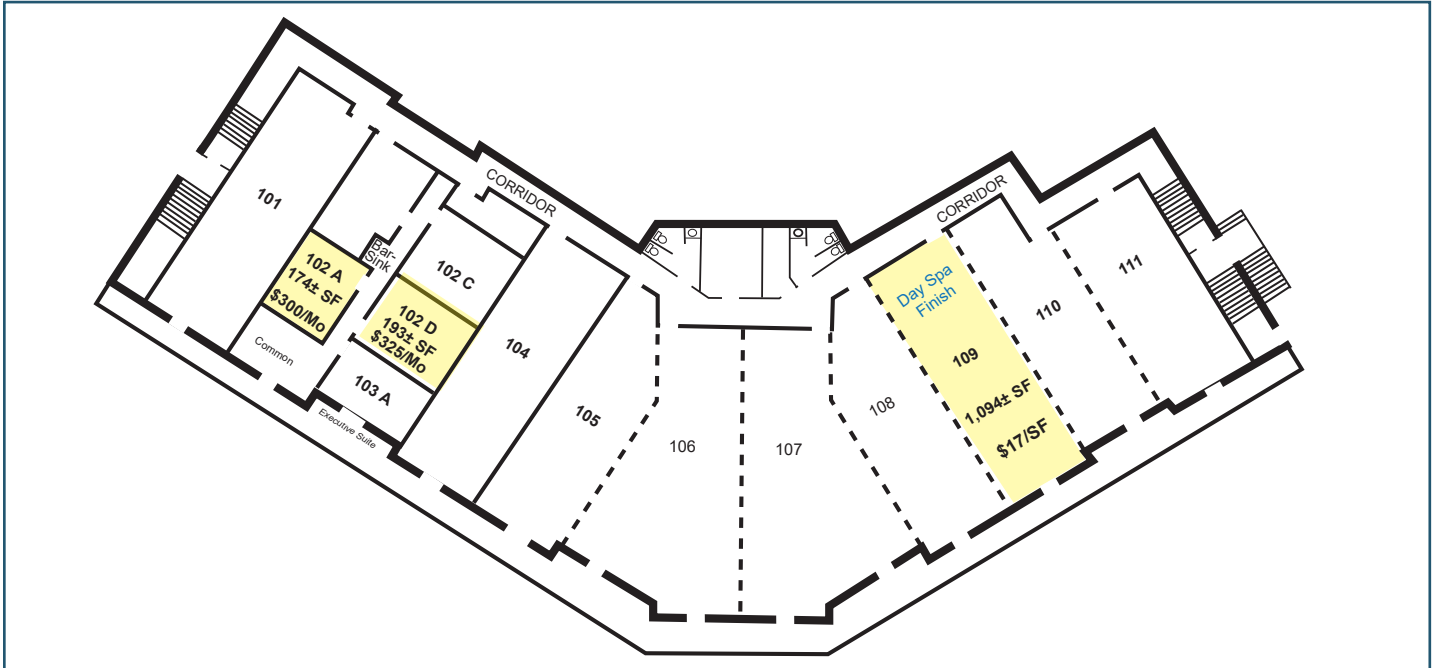 101
102 A
174± SF
$300/Mo
Bar-
Sink
Common
102 C
102 D
193± SF
$325/Mo
103 A
Executive Suite
CORRIDOR
104
105
106
107
108
CORRIDOR
Day Spa
Finish
109
1,094± SF
$17/SF
110
111